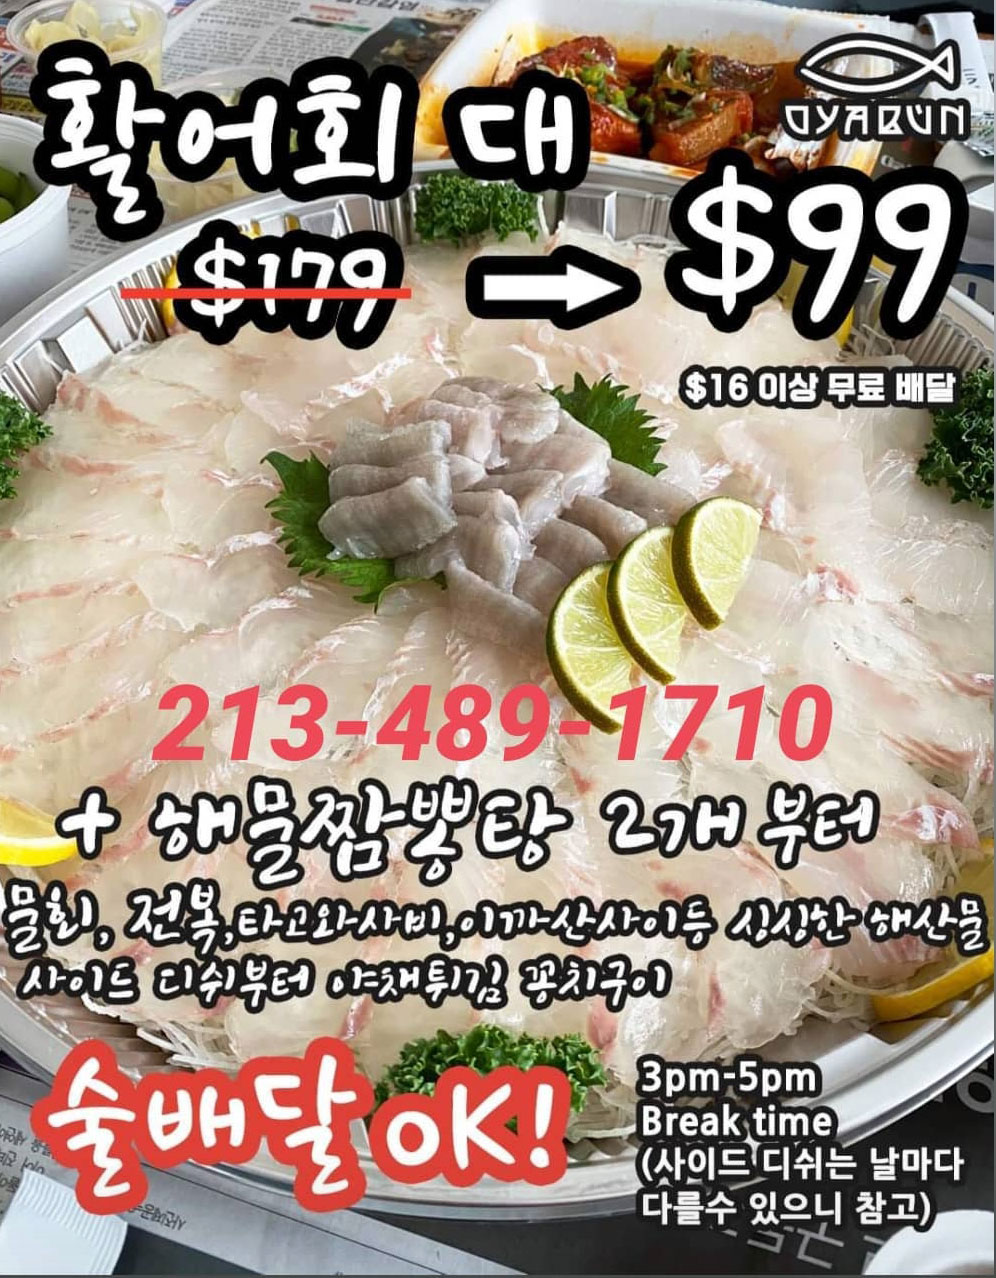 활어회 대
OYABUN
$179
$99
$16 이상 무료 배달
213-489-1710
+ 해물짬뽕탕 2개 부터
물회, 전복,타고와사비,이까산사이등 싱싱한 해산물
사이드 디쉬부터 야채튀김 꽁치구이
술배달 OK!
3pm-5pm
Break time
(사이드 디쉬는 날마다
다를수 있으니 참고)